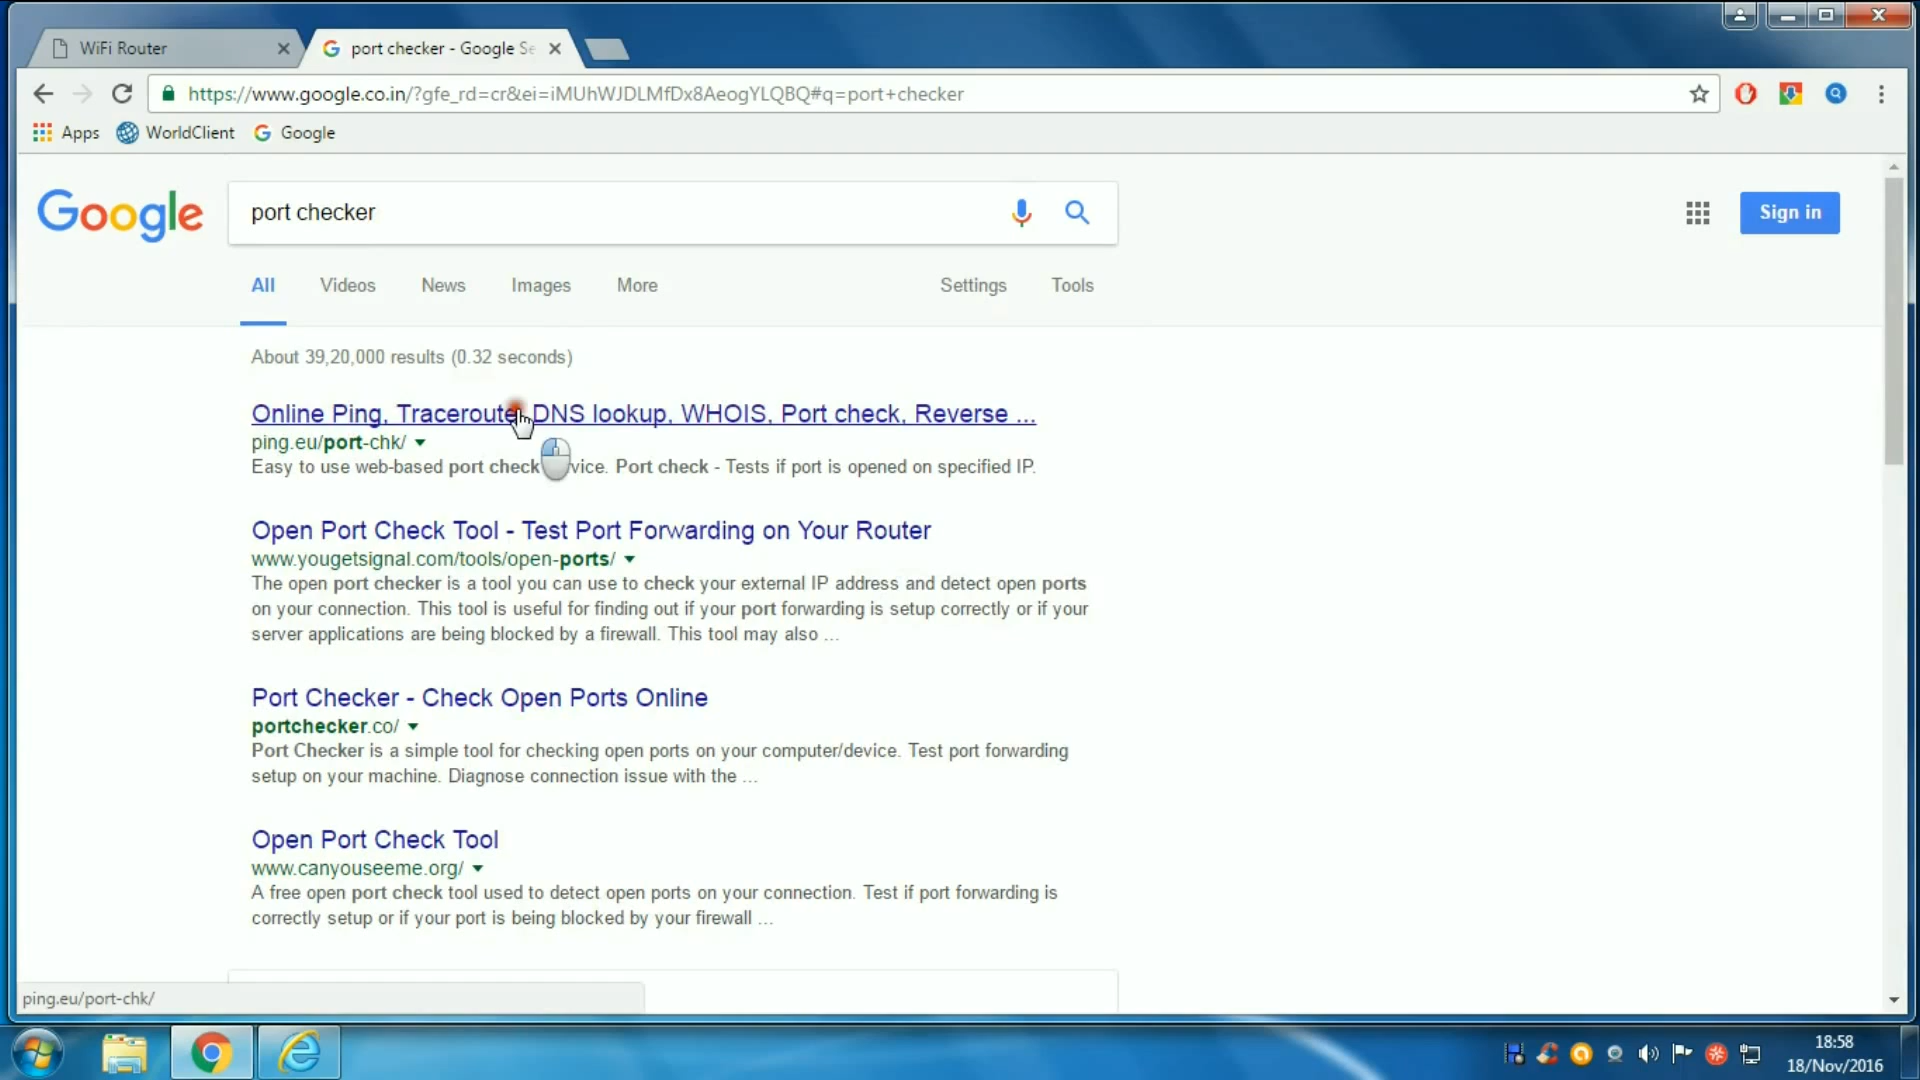 WiFi Router
port checker - Google Se
https://www.google.co.in/?gfe_rd=cr&ei=iMUhWJDLMfDx8AeogYLQBQ#q=port+checker
Apps WorldClient Google
Google
port checker
Sign in
All Videos News Images More Settings Tools
About 39,20,000 results (0.32 seconds)
Online Ping, Traceroute, DNS lookup, WHOIS, Port check, Reverse ...
ping.eu/port-chk/
Easy to use web-based port check vice. Port check - Tests if port is opened on specified IP.
Open Port Check Tool - Test Port Forwarding on Your Router
www.yougetsignal.com/tools/open-ports/
The open port checker is a tool you can use to check your external IP address and detect open ports
on your connection. This tool is useful for finding out if your port forwarding is setup correctly or if your
server applications are being blocked by a firewall. This tool may also ...
Port Checker - Check Open Ports Online
portchecker.co/
Port Checker is a simple tool for checking open ports on your computer/device. Test port forwarding
setup on your machine. Diagnose connection issue with the ...
Open Port Check Tool
www.canyouseeme.org/
A free open port check tool used to detect open ports on your connection. Test if port forwarding is
correctly setup or if your port is being blocked by your firewall ...
ping.eu/port-chk/
18:58
18/Nov/2016